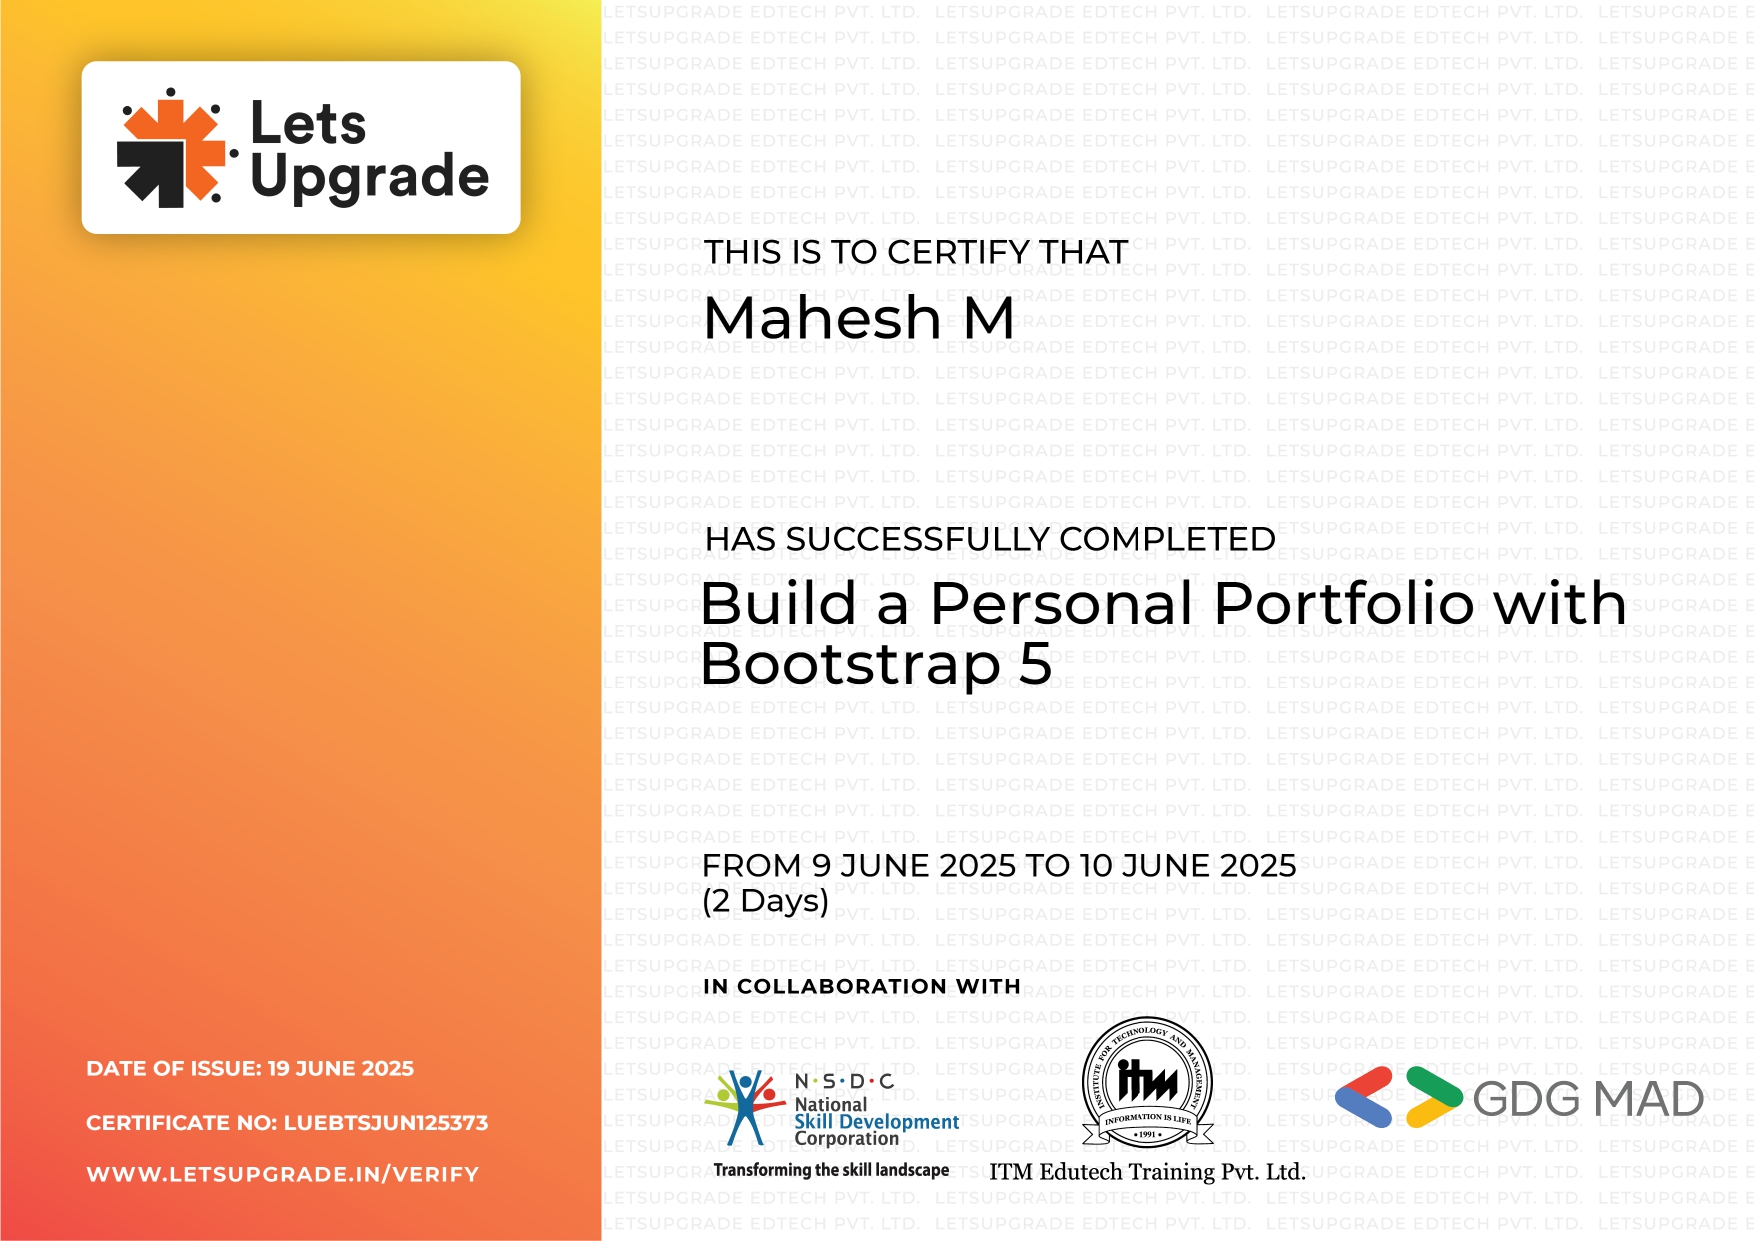 Lets
Upgrade
THIS IS TO CERTIFY THAT
Mahesh M
HAS SUCCESSFULLY COMPLETED
Build a Personal Portfolio with
Bootstrap 5
FROM 9 JUNE 2025 TO 10 JUNE 2025
(2 Days)
IN COLLABORATION WITH
N·S·D·C
National
Skill Development
Corporation
Transforming the skill landscape
INSTITUTE FOR TECHNOLOGY AND MANAGEMENT
itm
INFORMATION IS LIFE
• 1991 •
ITM Edutech Training Pvt. Ltd.
GDG MAD
DATE OF ISSUE: 19 JUNE 2025
CERTIFICATE NO: LUEBTSJUN125373
WWW.LETSUPGRADE.IN/VERIFY
LETSUPGRADE EDTECH PVT. LTD.